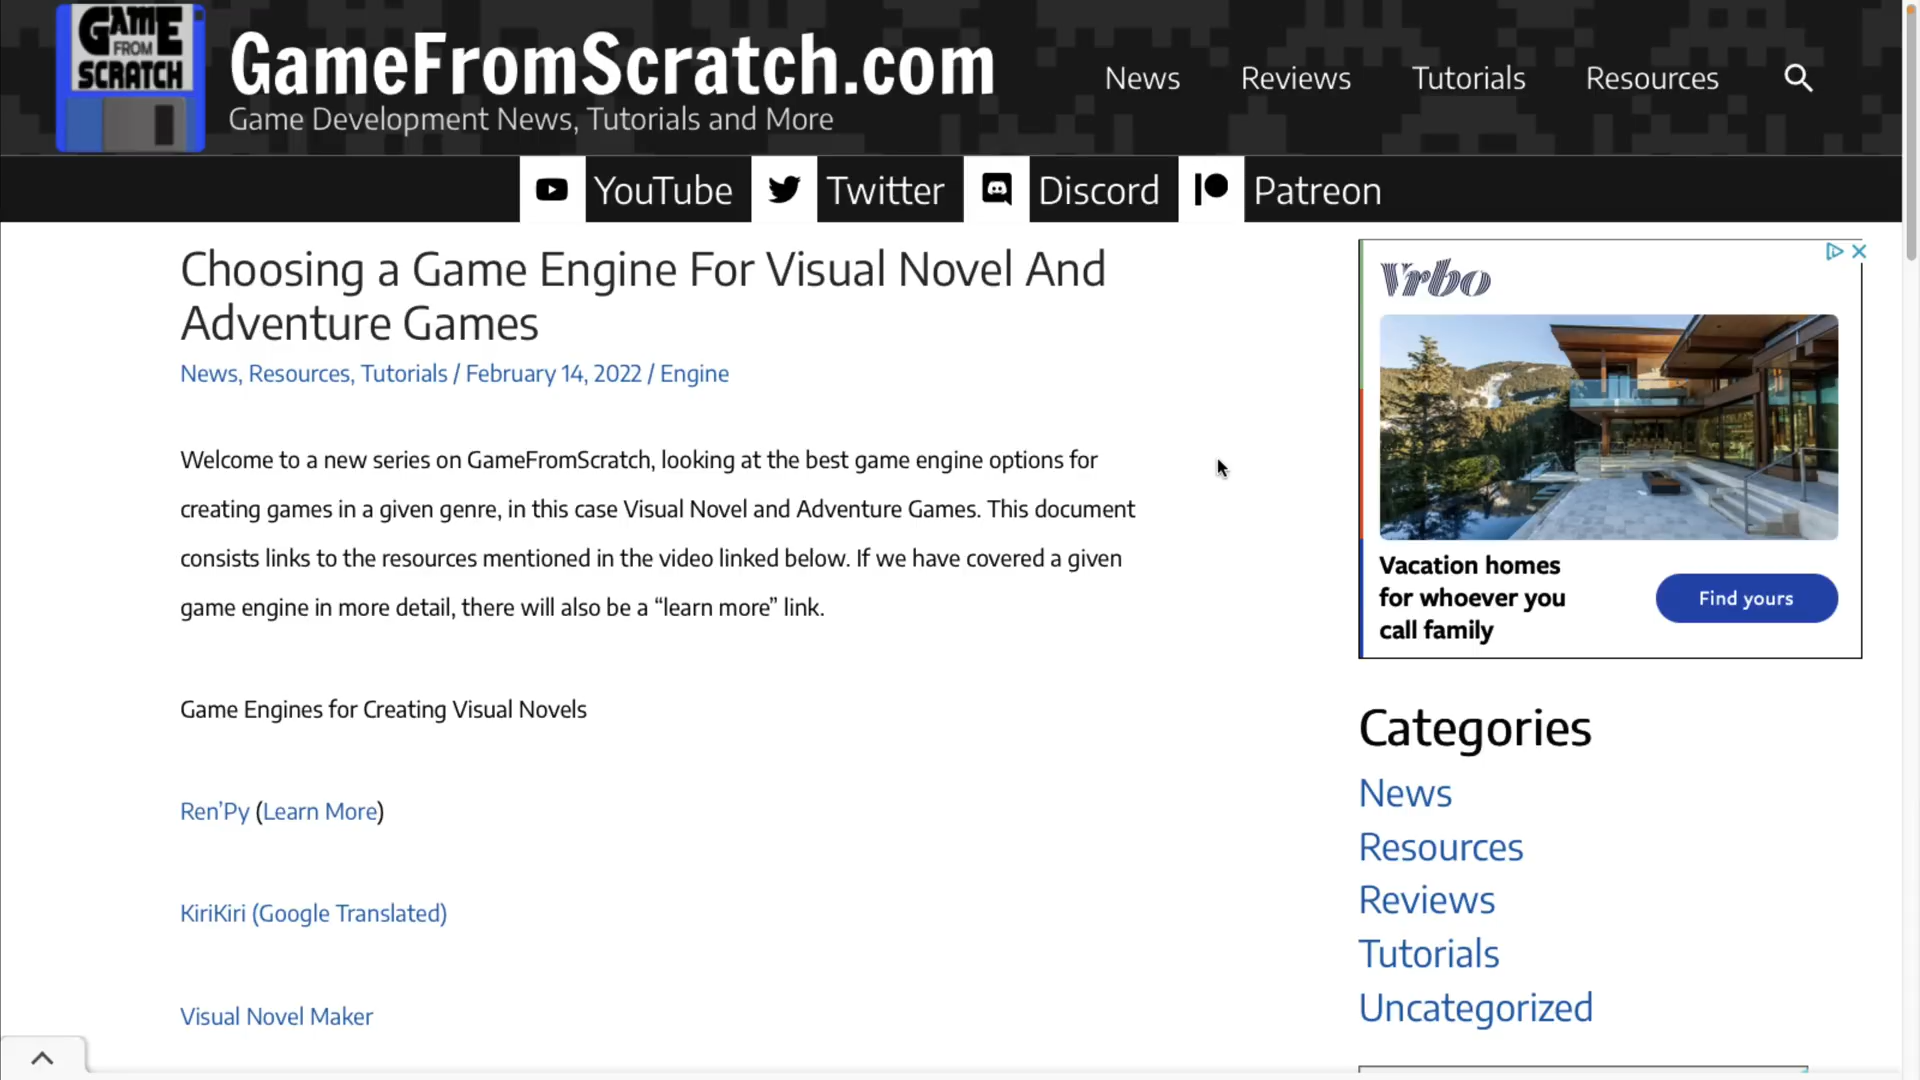 GAME
FROM
SCRATCH
GameFromScratch.com
Game Development News, Tutorials and More
News
Reviews
Tutorials
Resources
YouTube
Twitter
Discord
Patreon
Choosing a Game Engine For Visual Novel And
Adventure Games
News, Resources, Tutorials / February 14, 2022 / Engine
Welcome to a new series on GameFromScratch, looking at the best game engine options for
creating games in a given genre, in this case Visual Novel and Adventure Games. This document
consists links to the resources mentioned in the video linked below. If we have covered a given
game engine in more detail, there will also be a “learn more” link.
Game Engines for Creating Visual Novels
Ren’Py (Learn More)
KiriKiri (Google Translated)
Visual Novel Maker
Vrbo
Vacation homes
for whoever you
call family
Find yours
Categories
News
Resources
Reviews
Tutorials
Uncategorized